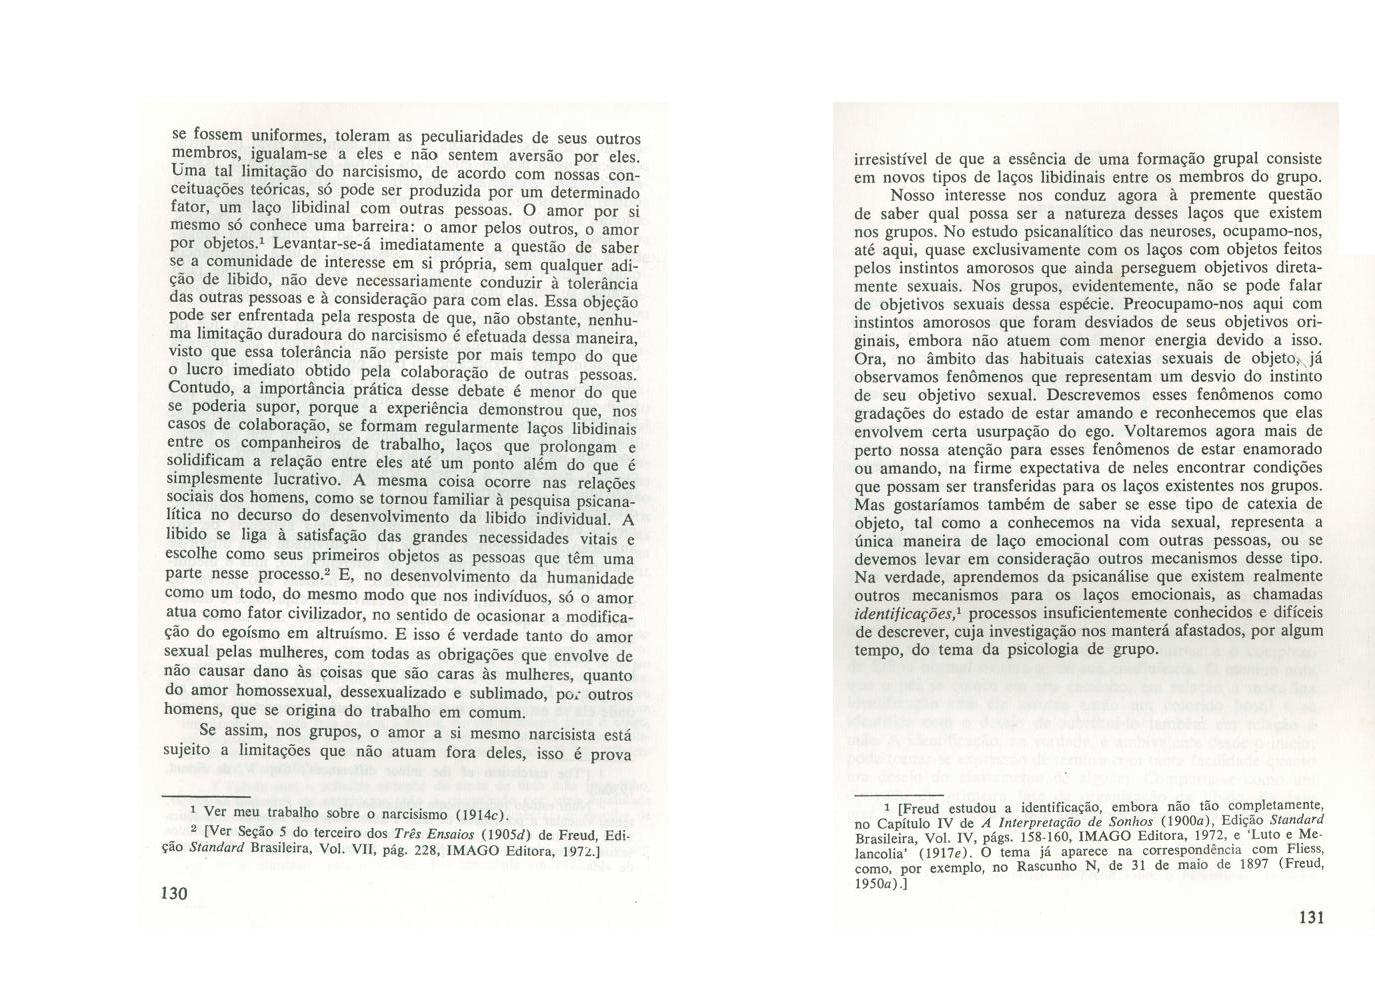 se fossem uniformes, toleram as peculiaridades de seus outros
membros, igualam-se a eles e não sentem aversão por eles.
Uma tal limitação do narcisismo, de acordo com nossas con-
ceituações teóricas, só pode ser produzida por um determinado
fator, um laço libidinal com outras pessoas. O amor por si
mesmo só conhece uma barreira: o amor pelos outros, o amor
por objetos.¹ Levantar-se-á imediatamente a questão de saber
se a comunidade de interesse em si própria, sem qualquer adi-
ção de libido, não deve necessariamente conduzir à tolerância
das outras pessoas e à consideração para com elas. Essa objeção
pode ser enfrentada pela resposta de que, não obstante, nenhu-
ma limitação duradoura do narcisismo é efetuada dessa maneira,
visto que essa tolerância não persiste por mais tempo do que
o lucro imediato obtido pela colaboração de outras pessoas.
Contudo, a importância prática desse debate é menor do que
se poderia supor, porque a experiência demonstrou que, nos
casos de colaboração, se formam regularmente laços libidinais
entre os companheiros de trabalho, laços que prolongam e
solidificam a relação entre eles até um ponto além do que é
simplesmente lucrativo. A mesma coisa ocorre nas relações
sociais dos homens, como se tornou familiar à pesquisa psicana-
lítica no decurso do desenvolvimento da libido individual. A
libido se liga à satisfação das grandes necessidades vitais e
escolhe como seus primeiros objetos as pessoas que têm uma
parte nesse processo.² E, no desenvolvimento da humanidade
como um todo, do mesmo modo que nos indivíduos, só o amor
atua como fator civilizador, no sentido de ocasionar a modifica-
ção do egoísmo em altruísmo. E isso é verdade tanto do amor
sexual pelas mulheres, com todas as obrigações que envolve de
não causar dano às coisas que são caras às mulheres, quanto
do amor homossexual, dessexualizado e sublimado, por outros
homens, que se origina do trabalho em comum.
Se assim, nos grupos, o amor a si mesmo narcisista está
sujeito a limitações que não atuam fora deles, isso é prova
¹ Ver meu trabalho sobre o narcisismo (1914c).
² [Ver Seção 5 do terceiro dos Três Ensaios (1905d) de Freud, Edi-
ção Standard Brasileira, Vol. VII, pág. 228, IMAGO Editora, 1972.]
130
irresistível de que a essência de uma formação grupal consiste
em novos tipos de laços libidinais entre os membros do grupo.
Nosso interesse nos conduz agora à premente questão
de saber qual possa ser a natureza desses laços que existem
nos grupos. No estudo psicanalítico das neuroses, ocupamo-nos,
até aqui, quase exclusivamente com os laços com objetos feitos
pelos instintos amorosos que ainda perseguem objetivos direta-
mente sexuais. Nos grupos, evidentemente, não se pode falar
de objetivos sexuais dessa espécie. Preocupamo-nos aqui com
instintos amorosos que foram desviados de seus objetivos ori-
ginais, embora não atuem com menor energia devido a isso.
Ora, no âmbito das habituais catexias sexuais de objeto, já
observamos fenômenos que representam um desvio do instinto
de seu objetivo sexual. Descrevemos esses fenômenos como
gradações do estado de estar amando e reconhecemos que elas
envolvem certa usurpação do ego. Voltaremos agora mais de
perto nossa atenção para esses fenômenos de estar enamorado
ou amando, na firme expectativa de neles encontrar condições
que possam ser transferidas para os laços existentes nos grupos.
Mas gostaríamos também de saber se esse tipo de catexia de
objeto, tal como a conhecemos na vida sexual, representa a
única maneira de laço emocional com outras pessoas, ou se
devemos levar em consideração outros mecanismos desse tipo.
Na verdade, aprendemos da psicanálise que existem realmente
outros mecanismos para os laços emocionais, as chamadas
identificações,¹ processos insuficientemente conhecidos e difíceis
de descrever, cuja investigação nos manterá afastados, por algum
tempo, do tema da psicologia de grupo.
¹ [Freud estudou a identificação, embora não tão completamente,
no Capítulo IV de A Interpretação de Sonhos (1900a), Edição Standard
Brasileira, Vol. IV, págs. 158-160, IMAGO Editora, 1972, e 'Luto e Me-
lancolia' (1917e). O tema já aparece na correspondência com Fliess,
como, por exemplo, no Rascunho N, de 31 de maio de 1897 (Freud,
1950a).]
131